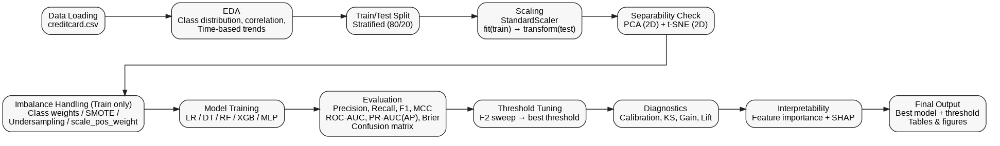 Data Loading
creditcard.csv
EDA
Class distribution, correlation,
Time-based trends
Train/Test Split
Stratified (80/20)
Scaling
StandardScaler
fit(train) → transform(test)
Separability Check
PCA (2D) + t-SNE (2D)
Imbalance Handling (Train only)
Class weights / SMOTE /
Undersampling / scale_pos_weight
Model Training
LR / DT / RF / XGB / MLP
Evaluation
Precision, Recall, F1, MCC
ROC-AUC, PR-AUC(AP), Brier
Confusion matrix
Threshold Tuning
F2 sweep → best threshold
Diagnostics
Calibration, KS, Gain, Lift
Interpretability
Feature importance + SHAP
Final Output
Best model + threshold
Tables & figures